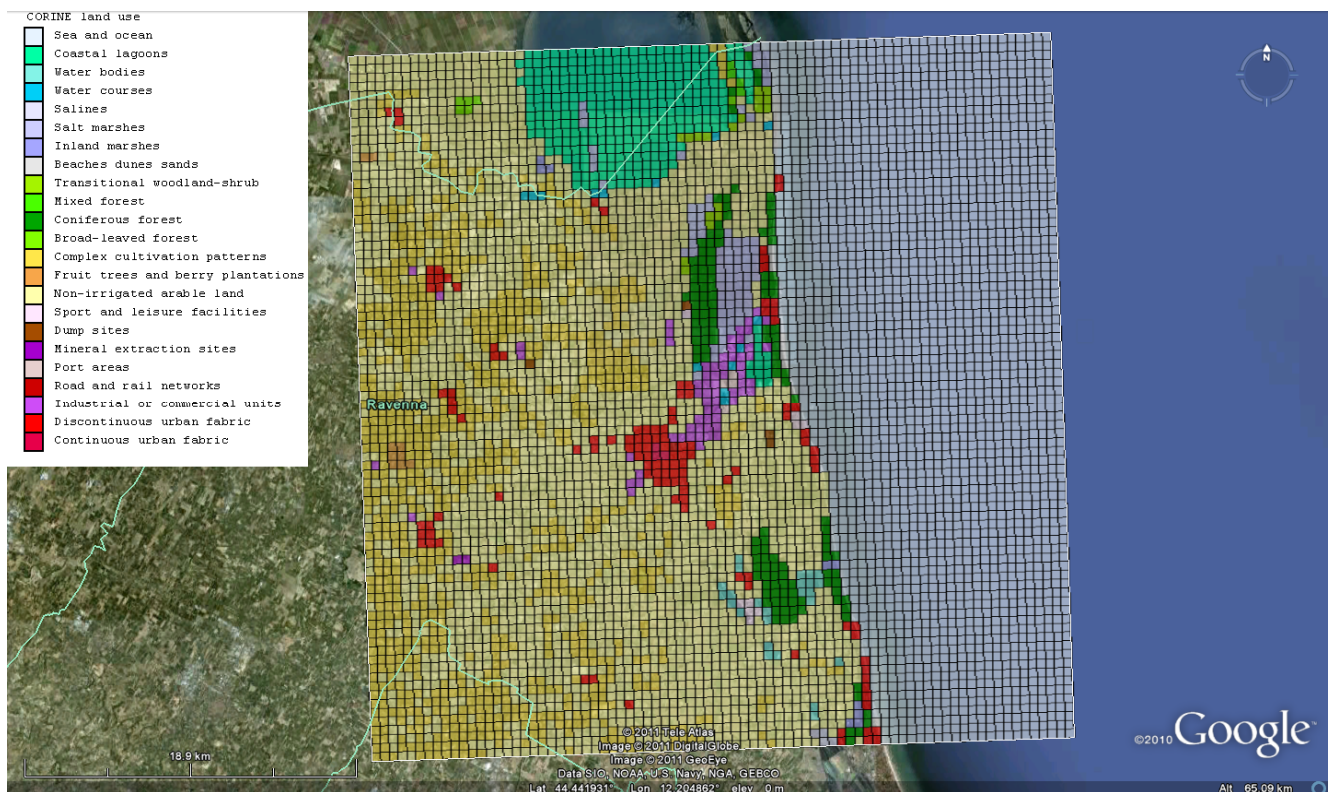 CORINE land use
Sea and ocean
Coastal lagoons
Water bodies
Water courses
Salines
Salt marshes
Inland marshes
Beaches dunes sands
Transitional woodland-shrub
Mixed forest
Coniferous forest
Broad-leaved forest
Complex cultivation patterns
Fruit trees and berry plantations
Non-irrigated arable land
Sport and leisure facilities
Dump sites
Mineral extraction sites
Port areas
Road and rail networks
Industrial or commercial units
Discontinuous urban fabric
Continuous urban fabric
N
Ravenna
18.9 km
© 2011 Tele Atlas
Image © 2011 DigitalGlobe
Image © 2011 GeoEye
Data SIO, NOAA, U.S. Navy, NGA, GEBCO
Lat 44.441931° Lon 12.204862° elev 0 m
©2010 Google
Alt 65.09 km